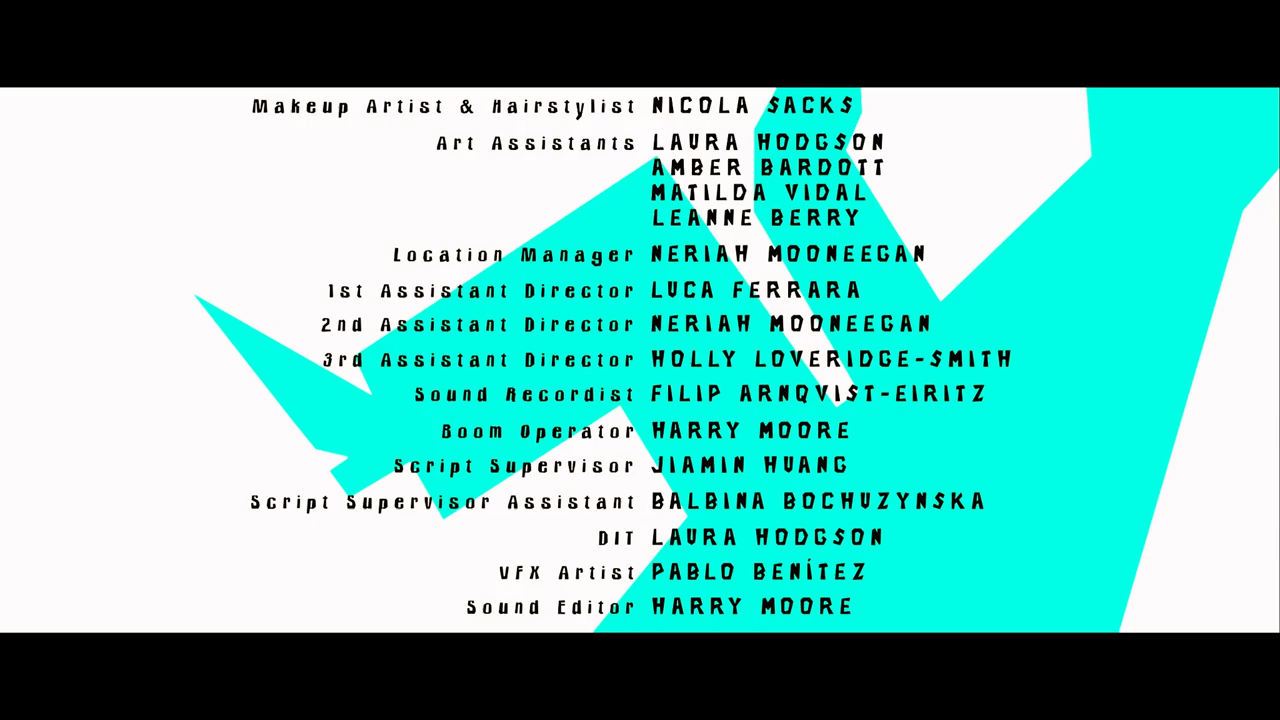 Makeup Artist & Hairstylist NICOLA SACKS
Art Assistants LAURA HODGSON
AMBER BARDOTT
MATILDA VIDAL
LEANNE BERRY
Location Manager NERIAH MOONEEGAN
1st Assistant Director LUCA FERRARA
2nd Assistant Director NERIAH MOONEEGAN
3rd Assistant Director HOLLY LOVERIDGE-SMITH
Sound Recordist FILIP ARNQVIST-EIRITZ
Boom Operator HARRY MOORE
Script Supervisor JIAMIN HUANG
Script Supervisor Assistant BALBINA BOCHUZYNSKA
DIT LAURA HODGSON
VFX Artist PABLO BENÍTEZ
Sound Editor HARRY MOORE